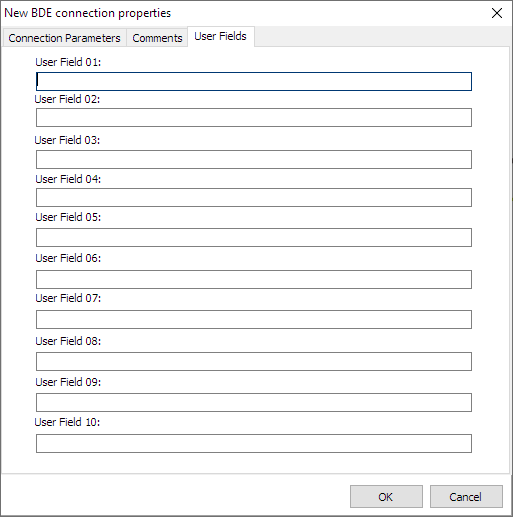 New BDE connection properties
Connection Parameters Comments User Fields
User Field 01:
User Field 02:
User Field 03:
User Field 04:
User Field 05:
User Field 06:
User Field 07:
User Field 08:
User Field 09:
User Field 10:
OK Cancel